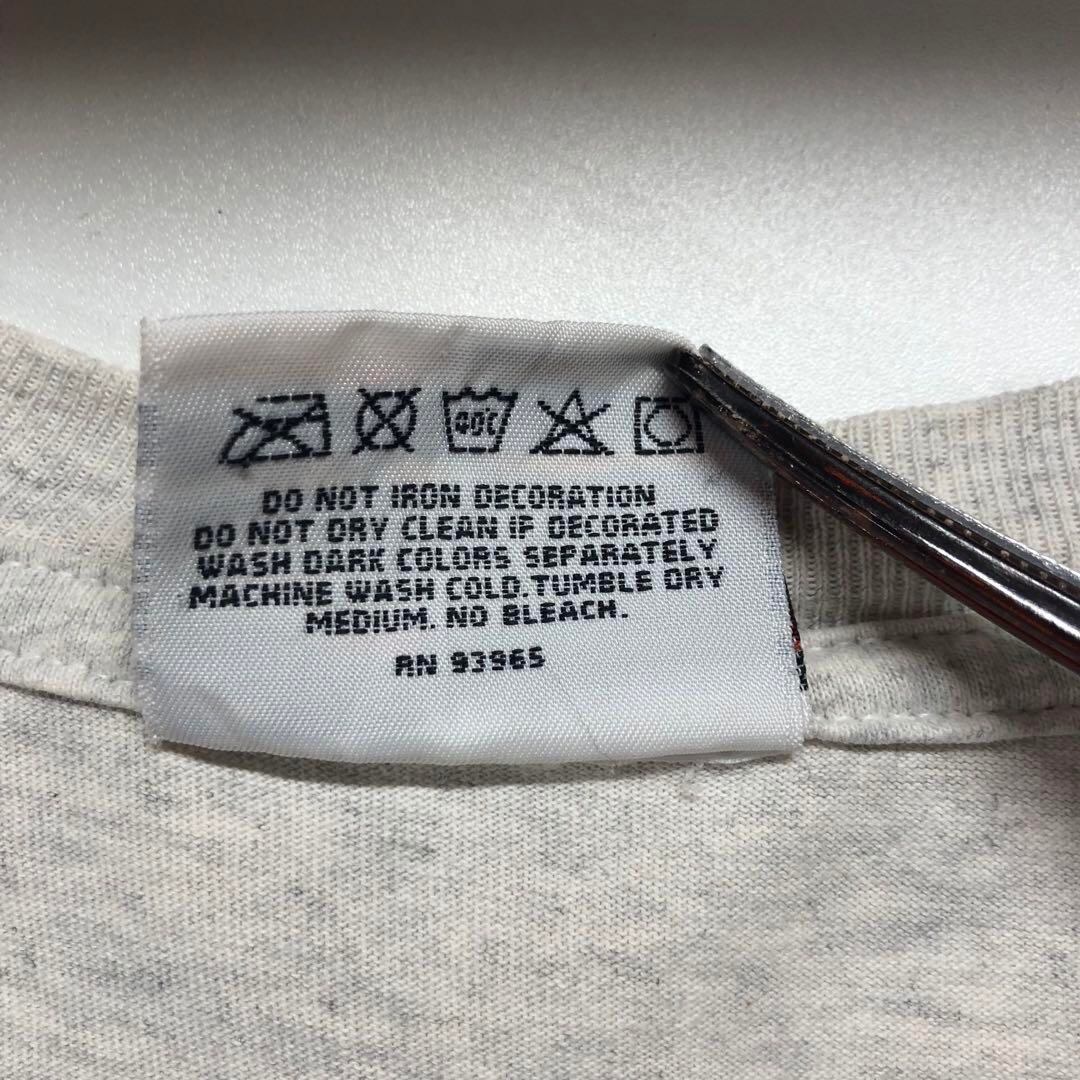 40°C
DO NOT IRON DECORATION
DO NOT DRY CLEAN IF DECORATED
WASH DARK COLORS SEPARATELY
MACHINE WASH COLD.TUMBLE DRY
MEDIUM. NO BLEACH.
RN 93965